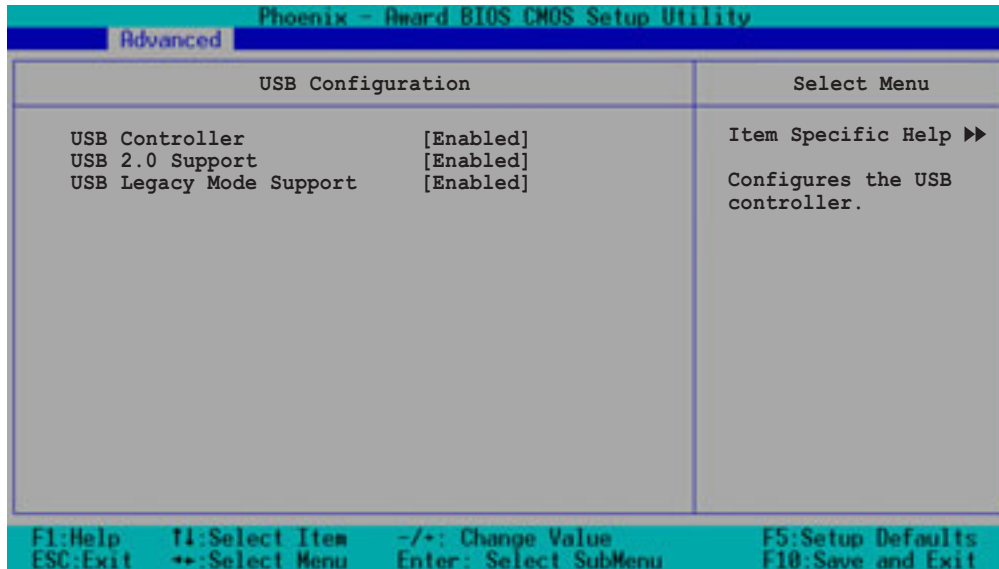 Phoenix - Award BIOS CMOS Setup Utility
Advanced
USB Configuration
Select Menu
USB Controller [Enabled]
USB 2.0 Support [Enabled]
USB Legacy Mode Support [Enabled]
Item Specific Help ▶▶
Configures the USB
controller.
F1:Help ↑↓:Select Item -/+: Change Value F5:Setup Defaults
ESC:Exit ↔:Select Menu Enter: Select SubMenu F10:Save and Exit